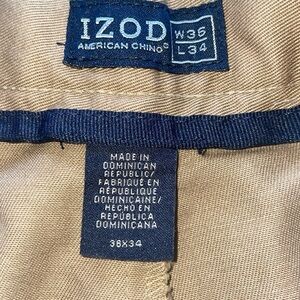 IZOD W36
AMERICAN CHINO® L34
MADE IN
DOMINICAN
REPUBLIC/
FABRIQUÉ EN
RÉPUBLIQUE
DOMINICAINE/
HECHO EN
REPÚBLICA
DOMINICANA
36X34